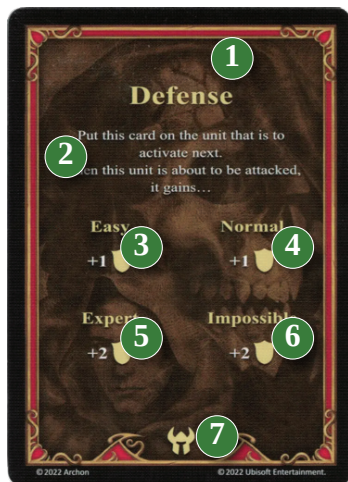 1
Defense
Put this card on the unit that is to
activate next.
2
this unit is about to be attacked,
it gains…
Easy Normal
+1 3 +1 4
Expert Impossible
+2 5 +2 6
7
©2022 Archon ©2022 Ubisoft Entertainment.